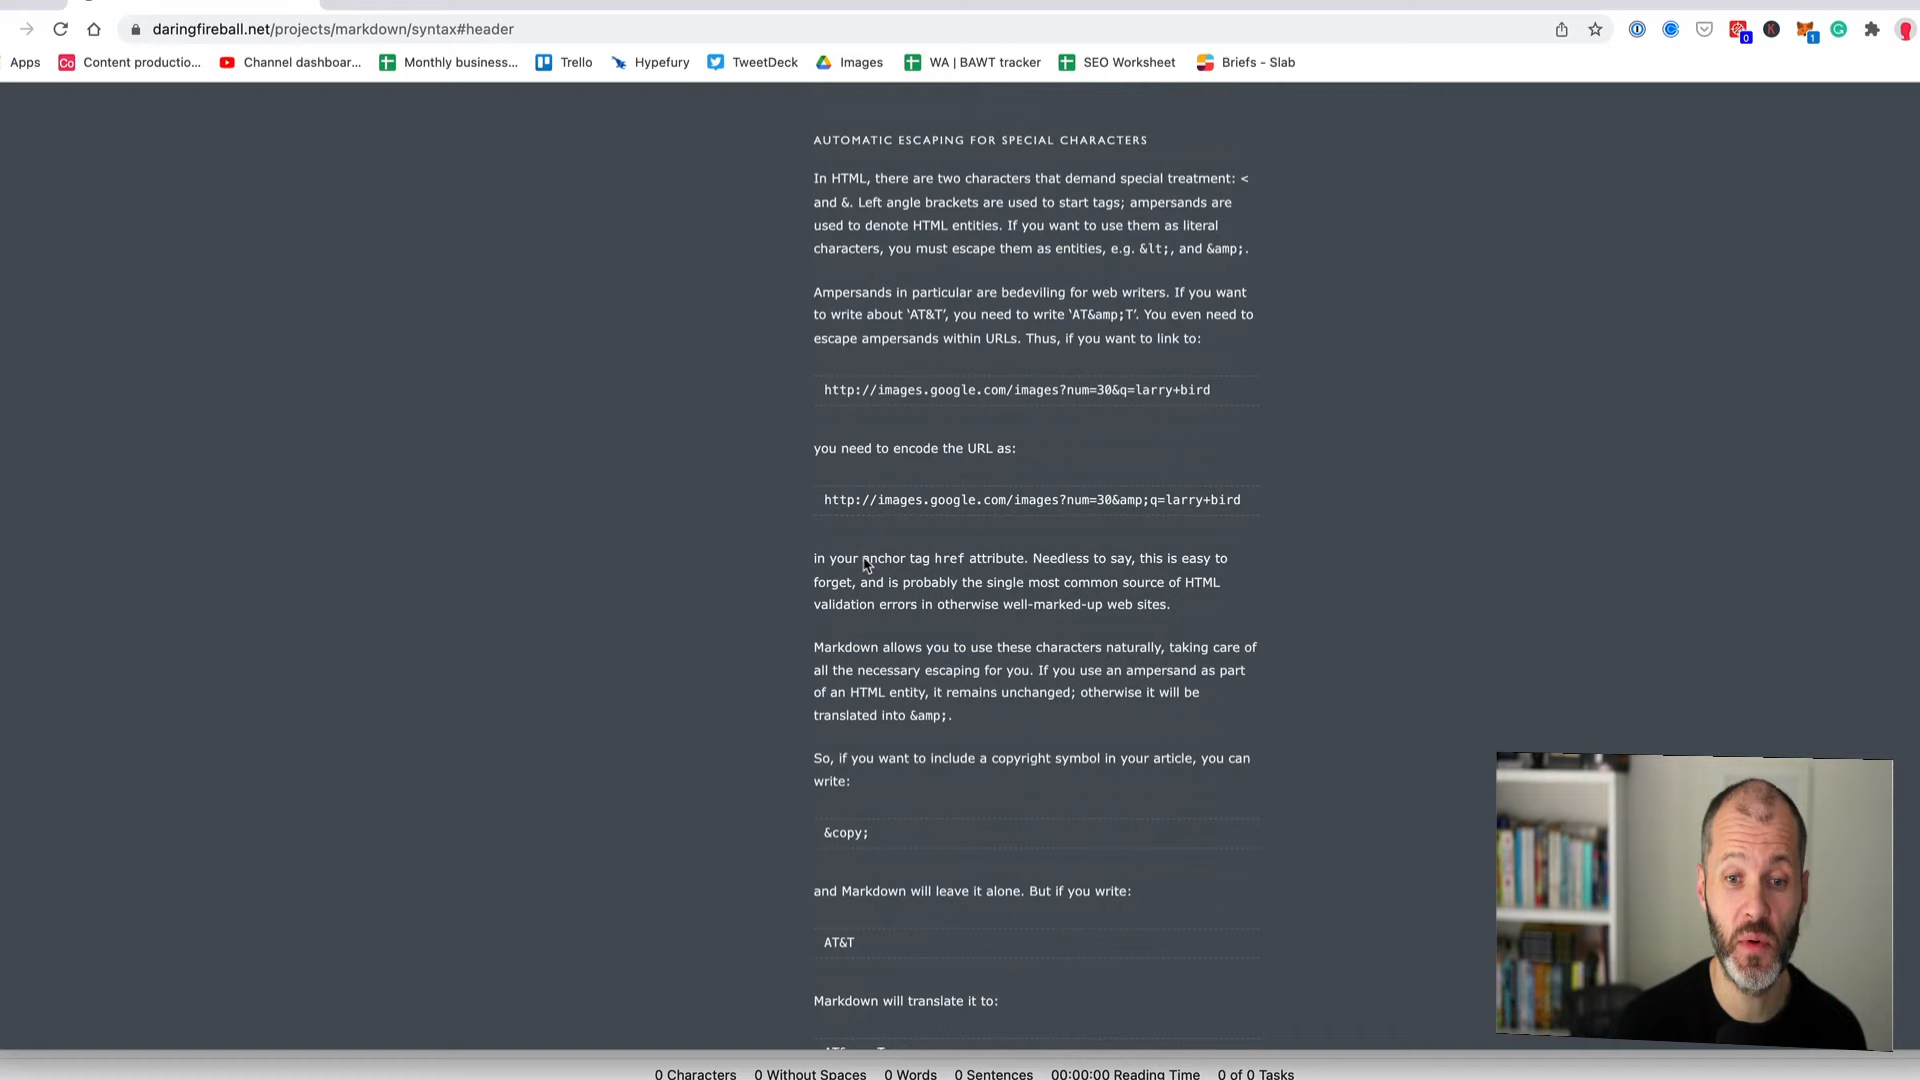 daringfireball.net/projects/markdown/syntax#header
0
1
Apps
Content productio...
Channel dashboar...
Monthly business...
Trello
Hypefury
TweetDeck
Images
WA | BAWT tracker
SEO Worksheet
Briefs - Slab
AUTOMATIC ESCAPING FOR SPECIAL CHARACTERS
In HTML, there are two characters that demand special treatment: <
and &. Left angle brackets are used to start tags; ampersands are
used to denote HTML entities. If you want to use them as literal
characters, you must escape them as entities, e.g. &lt;, and &amp;.
Ampersands in particular are bedeviling for web writers. If you want
to write about ‘AT&T’, you need to write ‘AT&amp;T’. You even need to
escape ampersands within URLs. Thus, if you want to link to:
http://images.google.com/images?num=30&q=larry+bird
you need to encode the URL as:
http://images.google.com/images?num=30&amp;q=larry+bird
in your anchor tag href attribute. Needless to say, this is easy to
forget, and is probably the single most common source of HTML
validation errors in otherwise well-marked-up web sites.
Markdown allows you to use these characters naturally, taking care of
all the necessary escaping for you. If you use an ampersand as part
of an HTML entity, it remains unchanged; otherwise it will be
translated into &amp;.
So, if you want to include a copyright symbol in your article, you can
write:
&copy;
and Markdown will leave it alone. But if you write:
AT&T
Markdown will translate it to:
0 Characters 0 Without Spaces 0 Words 0 Sentences 00:00:00 Reading Time 0 of 0 Tasks